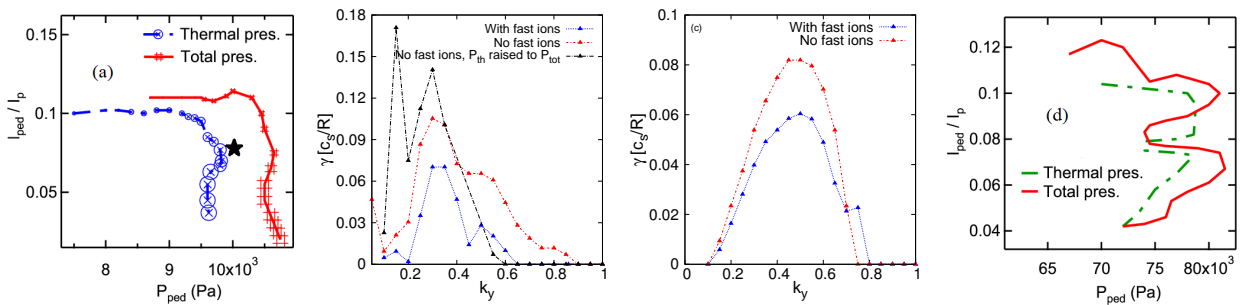 0.15
0.1
0.05
I_ped / I_p
(a)
Thermal pres.
Total pres.
8
9
10x10³
P_ped (Pa)
0.18
0.15
0.12
0.09
0.06
0.03
0
γ [c_s/R]
With fast ions
No fast ions
No fast ions, P_th raised to P_tot
0
0.2
0.4
0.6
0.8
1
k_y
0.1
0.08
0.06
0.04
0.02
0
γ [c_s/R]
(c)
With fast ions
No fast ions
0
0.2
0.4
0.6
0.8
1
k_y
0.12
0.1
0.08
0.06
0.04
I_ped / I_p
(d)
Thermal pres.
Total pres.
65
70
75
80x10³
P_ped (Pa)